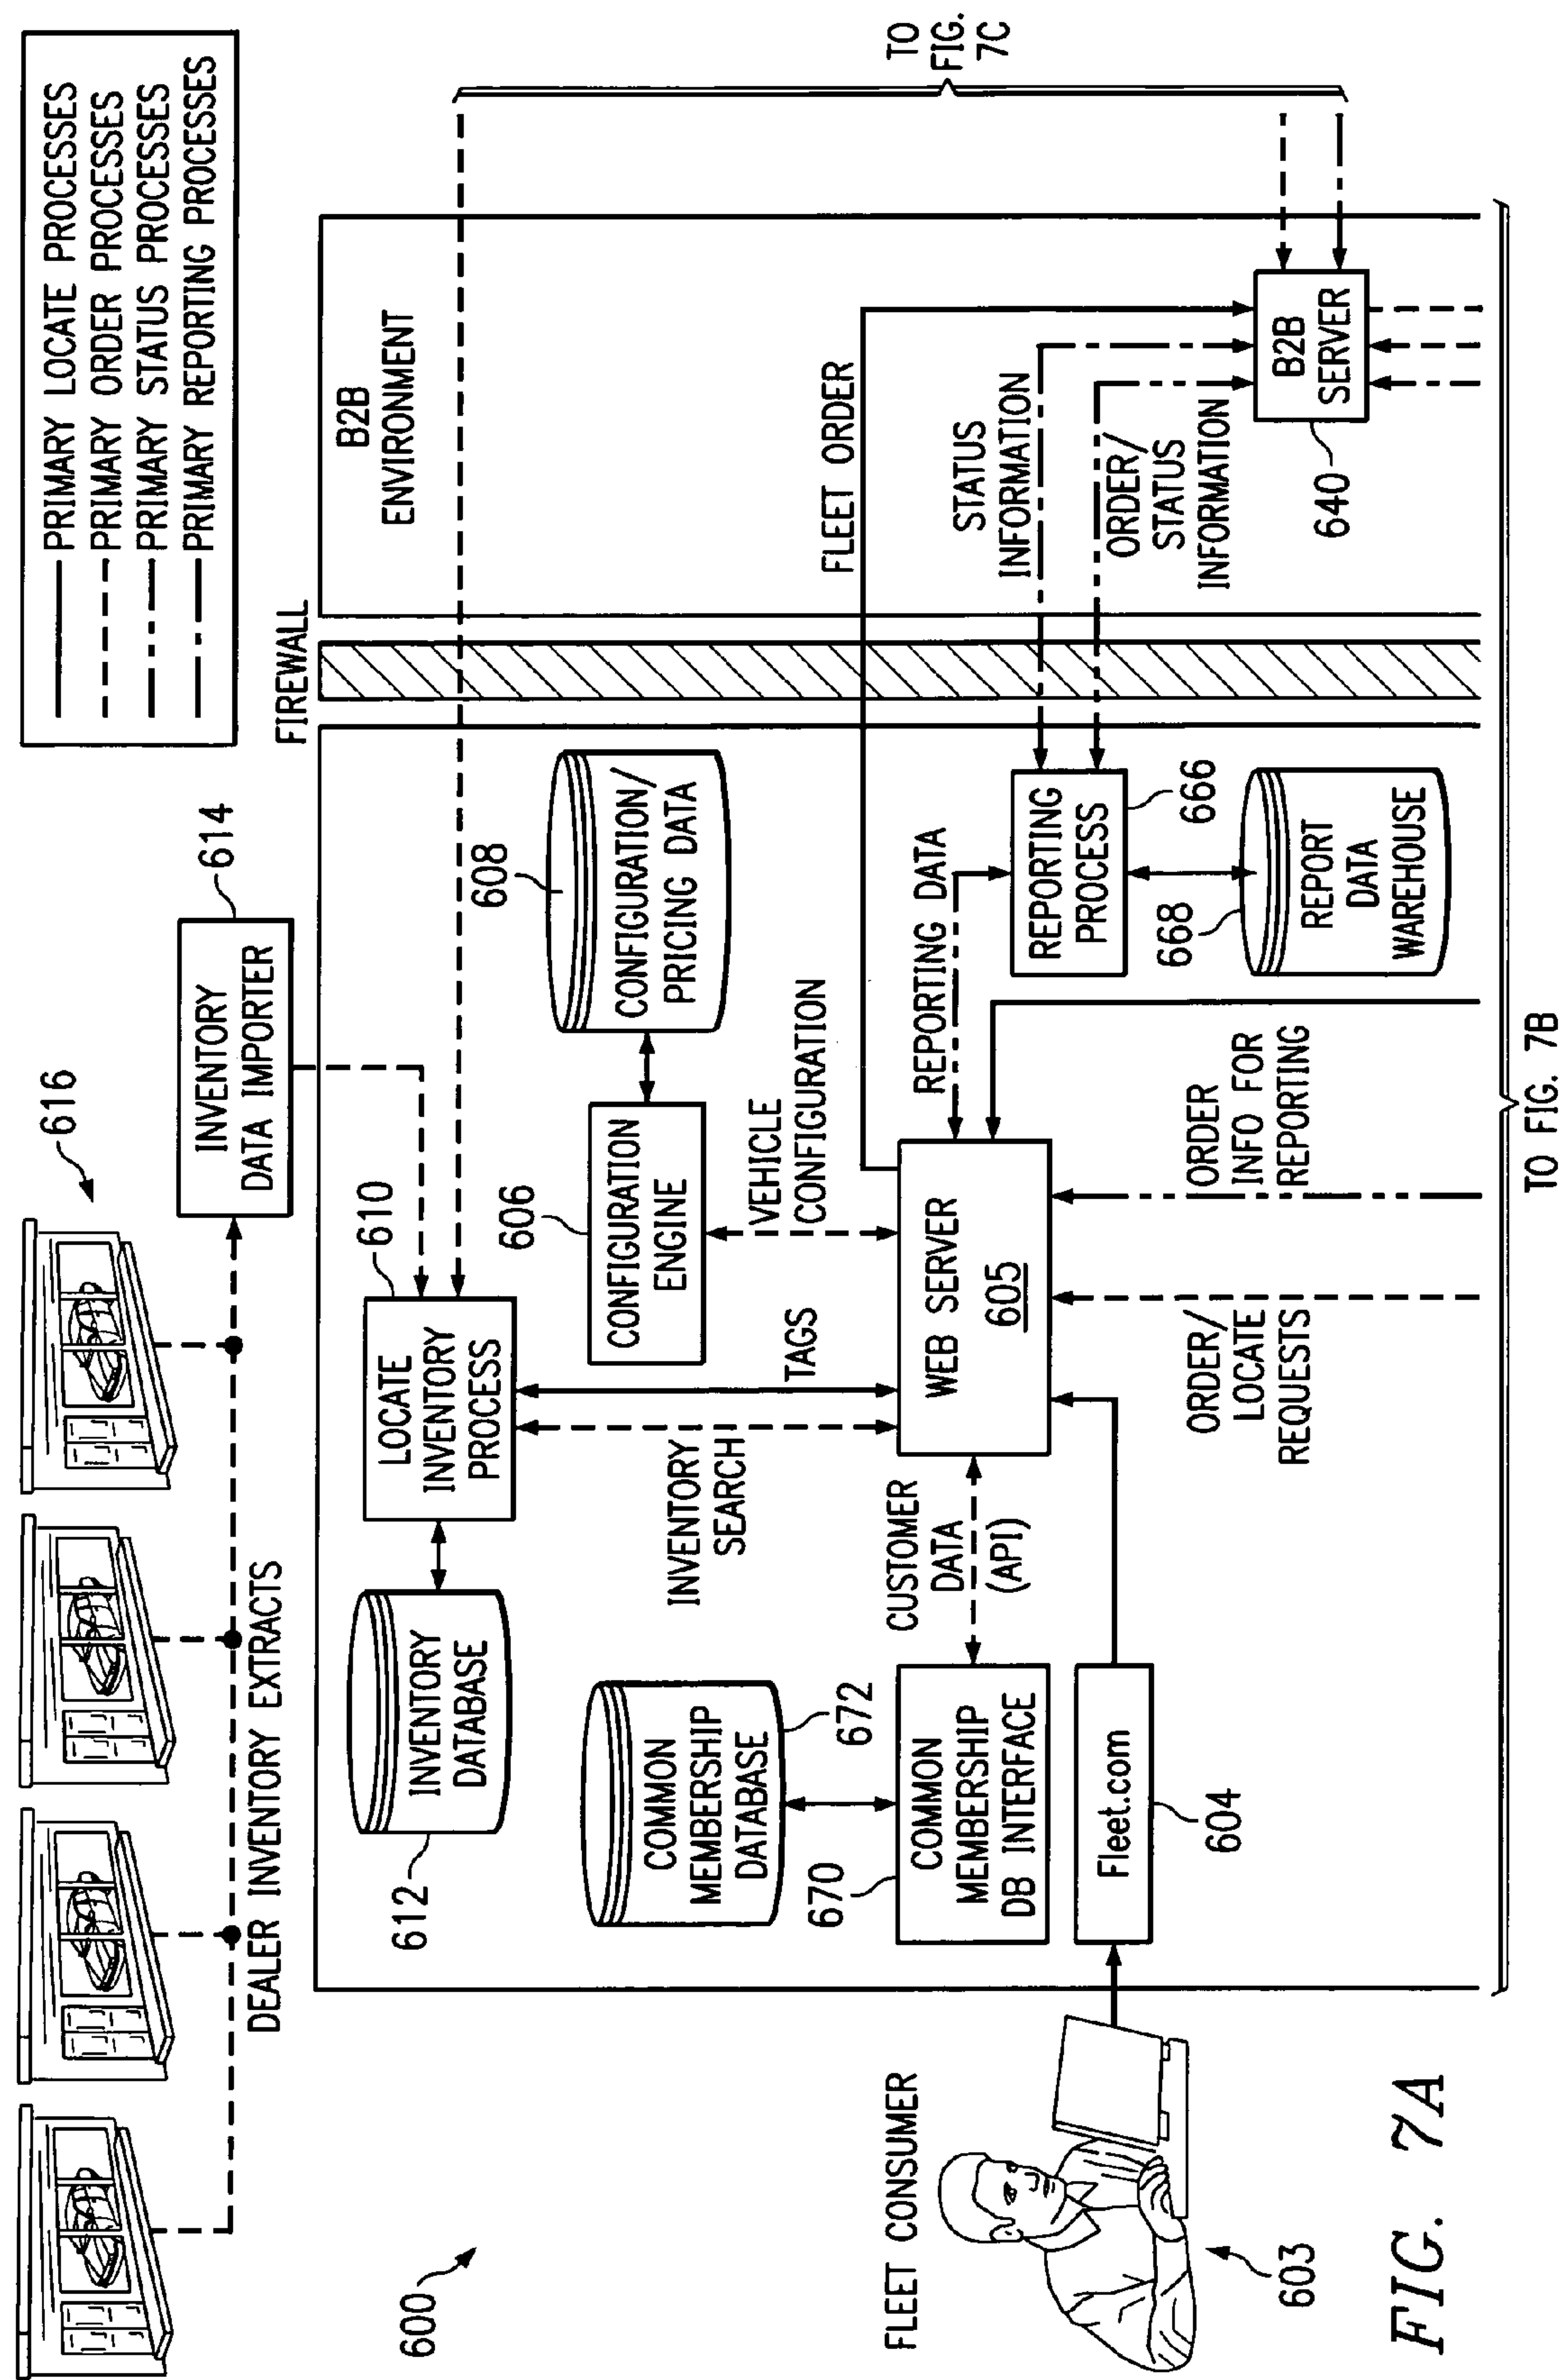 PRIMARY LOCATE PROCESSES
PRIMARY ORDER PROCESSES
PRIMARY STATUS PROCESSES
PRIMARY REPORTING PROCESSES
616
614
INVENTORY
DATA IMPORTER
DEALER INVENTORY EXTRACTS
600
FIREWALL
B2B
ENVIRONMENT
TO
FIG.
7C
612
INVENTORY
DATABASE
610
LOCATE
INVENTORY
PROCESS
608
CONFIGURATION/
PRICING DATA
606
CONFIGURATION
ENGINE
COMMON
MEMBERSHIP
DATABASE
672
INVENTORY
SEARCH
TAGS
VEHICLE
CONFIGURATION
FLEET ORDER
670
COMMON
MEMBERSHIP
DB INTERFACE
CUSTOMER
DATA
(API)
WEB SERVER
605
REPORTING DATA
STATUS
INFORMATION
ORDER/
STATUS
INFORMATION
REPORTING
PROCESS
666
668
REPORT
DATA
WAREHOUSE
B2B
SERVER
640
FLEET CONSUMER
603
Fleet.com
604
ORDER/
LOCATE
REQUESTS
ORDER
INFO FOR
REPORTING
TO FIG. 7B
FIG. 7A